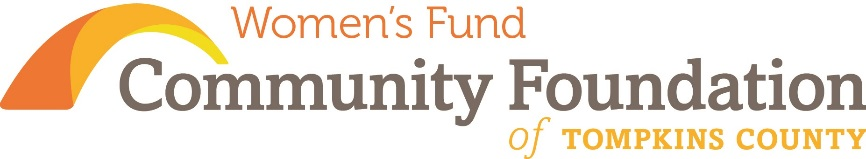 Women's Fund
Community Foundation
of TOMPKINS COUNTY